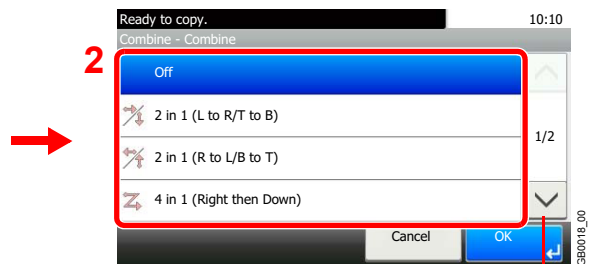 Ready to copy. 10:10
Combine - Combine
2
Off
2 in 1 (L to R/T to B)
1/2
2 in 1 (R to L/B to T)
4 in 1 (Right then Down)
Cancel OK
GB0018_00